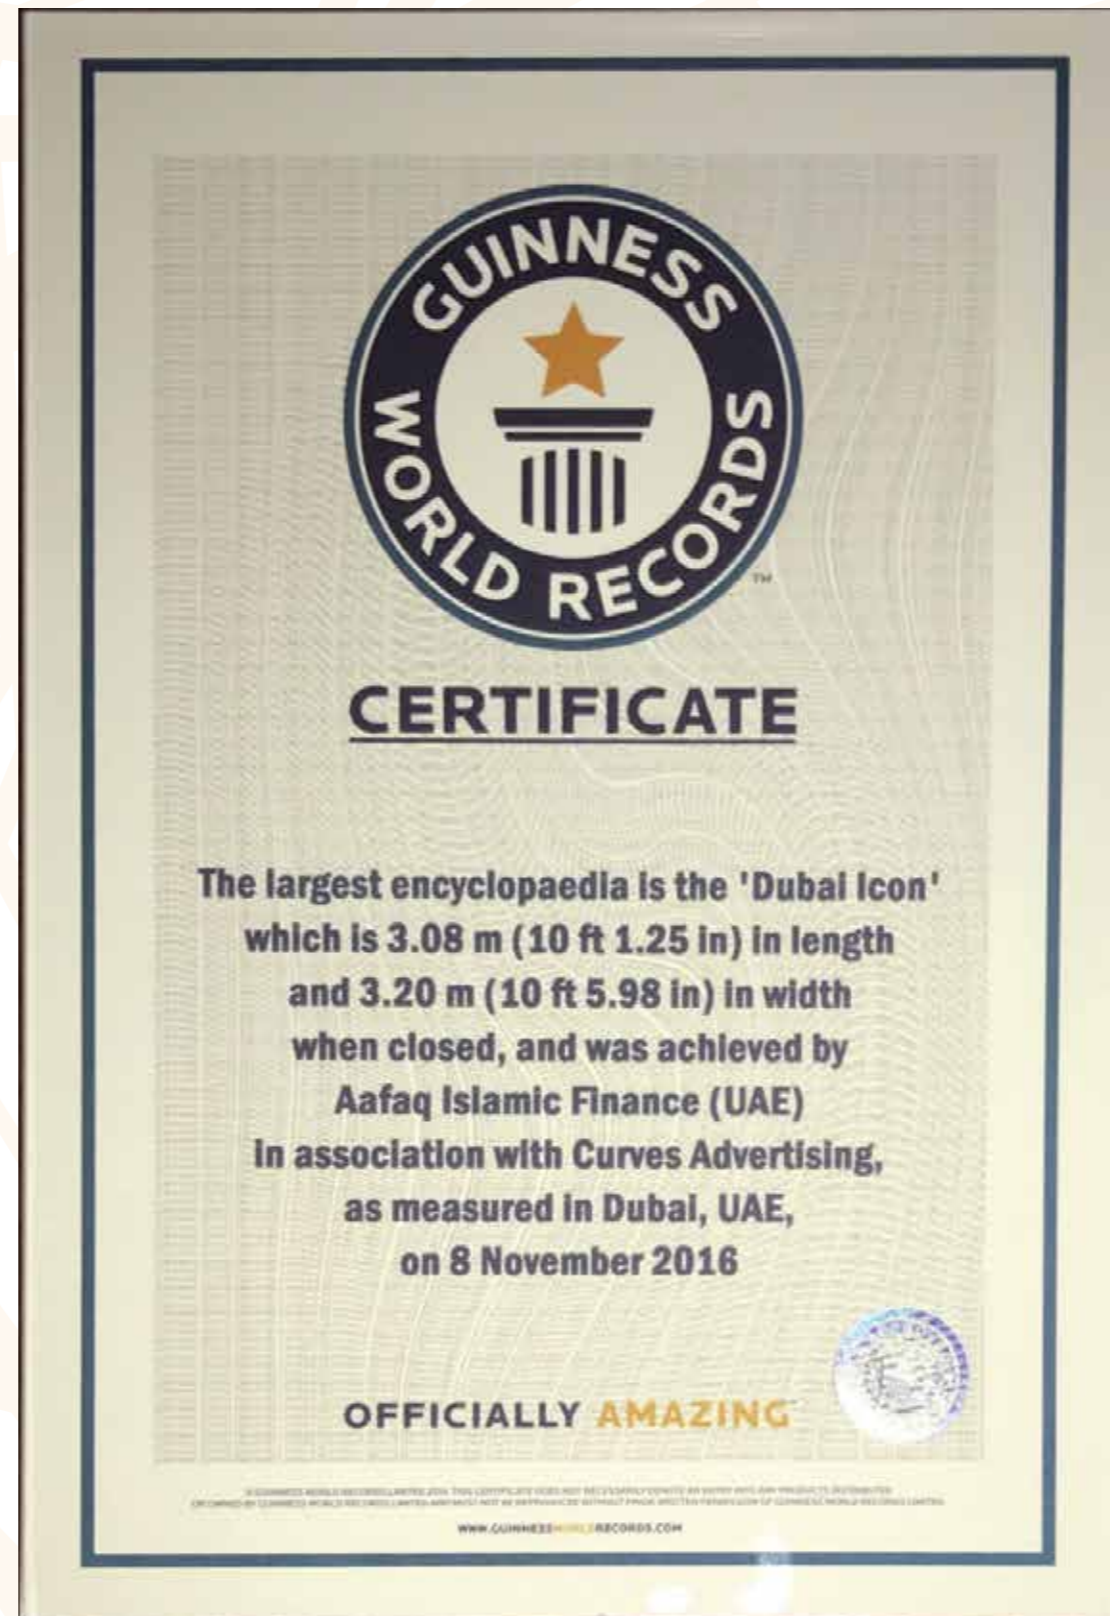 GUINNESS
WORLD RECORDS
TM
CERTIFICATE
The largest encyclopaedia is the 'Dubai Icon'
which is 3.08 m (10 ft 1.25 in) in length
and 3.20 m (10 ft 5.98 in) in width
when closed, and was achieved by
Aafaq Islamic Finance (UAE)
in association with Curves Advertising,
as measured in Dubai, UAE,
on 8 November 2016
OFFICIALLY AMAZING
WWW.GUINNESSWORLDRECORDS.COM